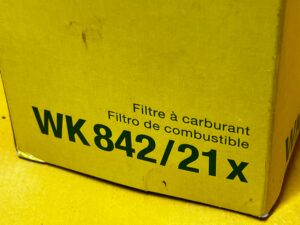 Filtre à carburant
Filtro de combustible
WK 842/21 x